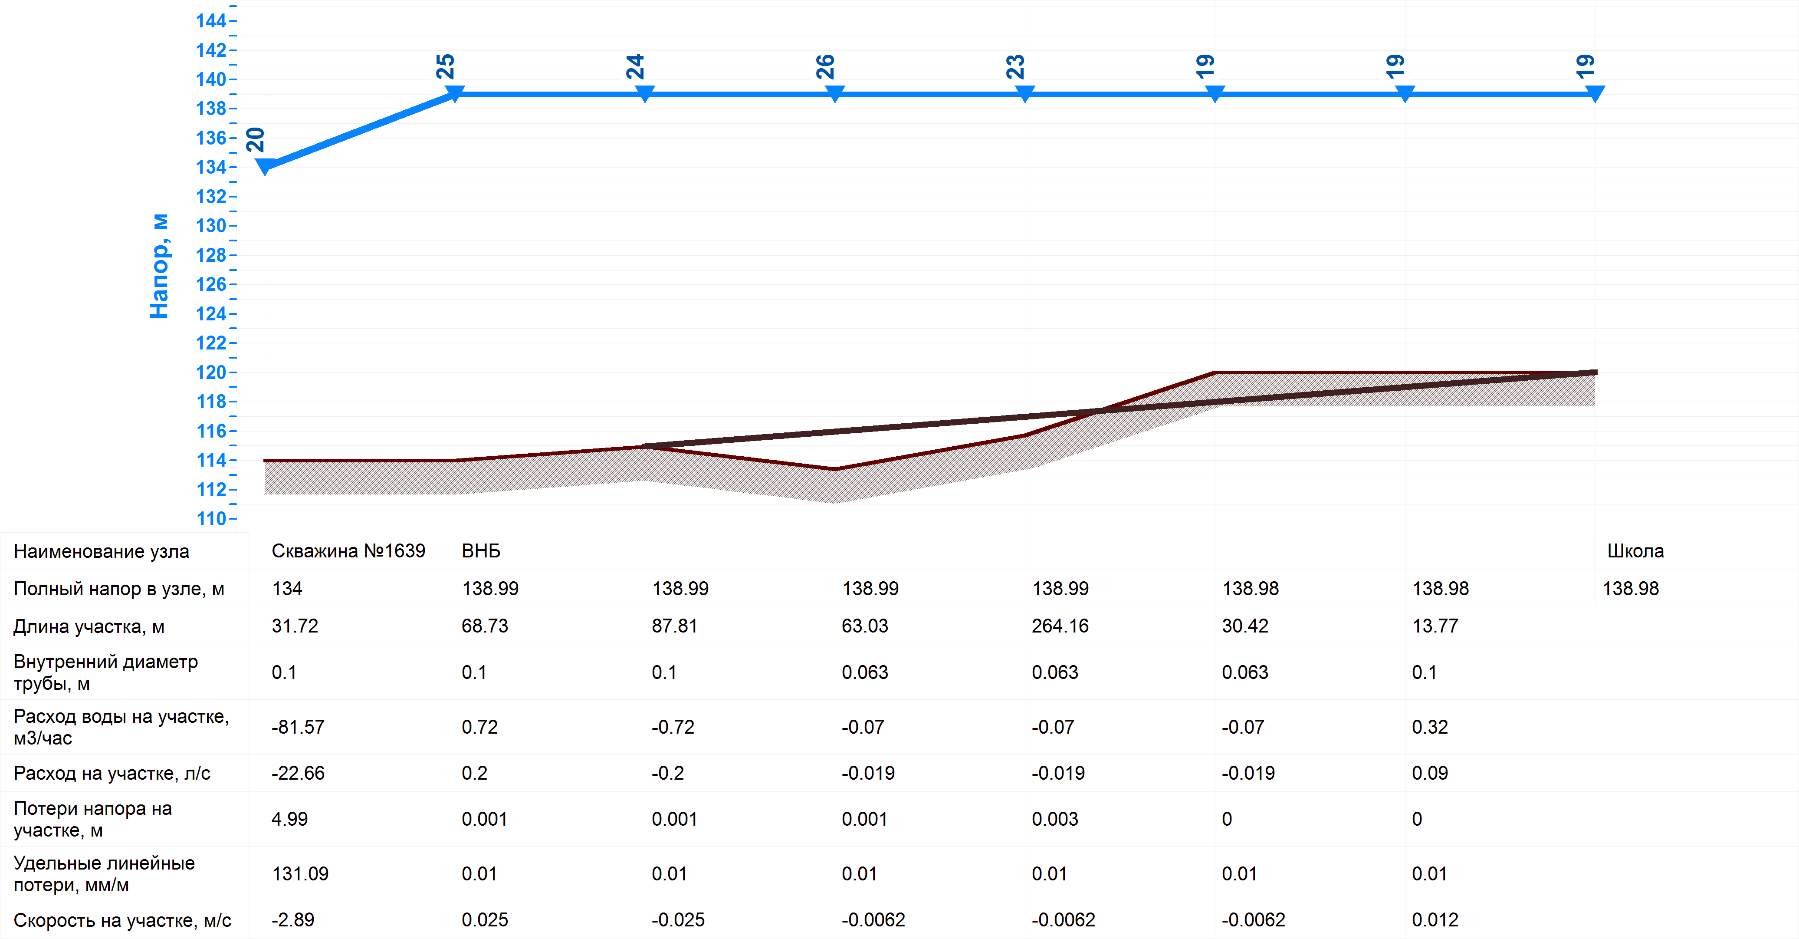 144
142
140
138
136
134
132
130
128
126
124
122
120
118
116
114
112
110
Напор, м
20
25
24
26
23
19
19
19
Наименование узла Скважина №1639 ВНБ Школа
Полный напор в узле, м 134 138.99 138.99 138.99 138.99 138.98 138.98 138.98
Длина участка, м 31.72 68.73 87.81 63.03 264.16 30.42 13.77
Внутренний диаметр
трубы, м 0.1 0.1 0.1 0.063 0.063 0.063 0.1
Расход воды на участке,
м3/час -81.57 0.72 -0.72 -0.07 -0.07 -0.07 0.32
Расход на участке, л/с -22.66 0.2 -0.2 -0.019 -0.019 -0.019 0.09
Потери напора на
участке, м 4.99 0.001 0.001 0.001 0.003 0 0
Удельные линейные
потери, мм/м 131.09 0.01 0.01 0.01 0.01 0.01 0.01
Скорость на участке, м/с -2.89 0.025 -0.025 -0.0062 -0.0062 -0.0062 0.012